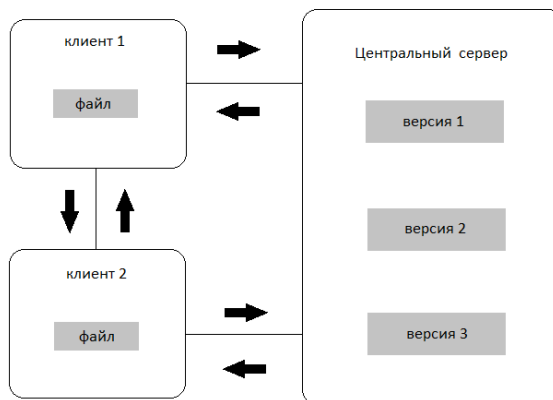 клиент 1
файл
Центральный сервер
версия 1
версия 2
версия 3
клиент 2
файл